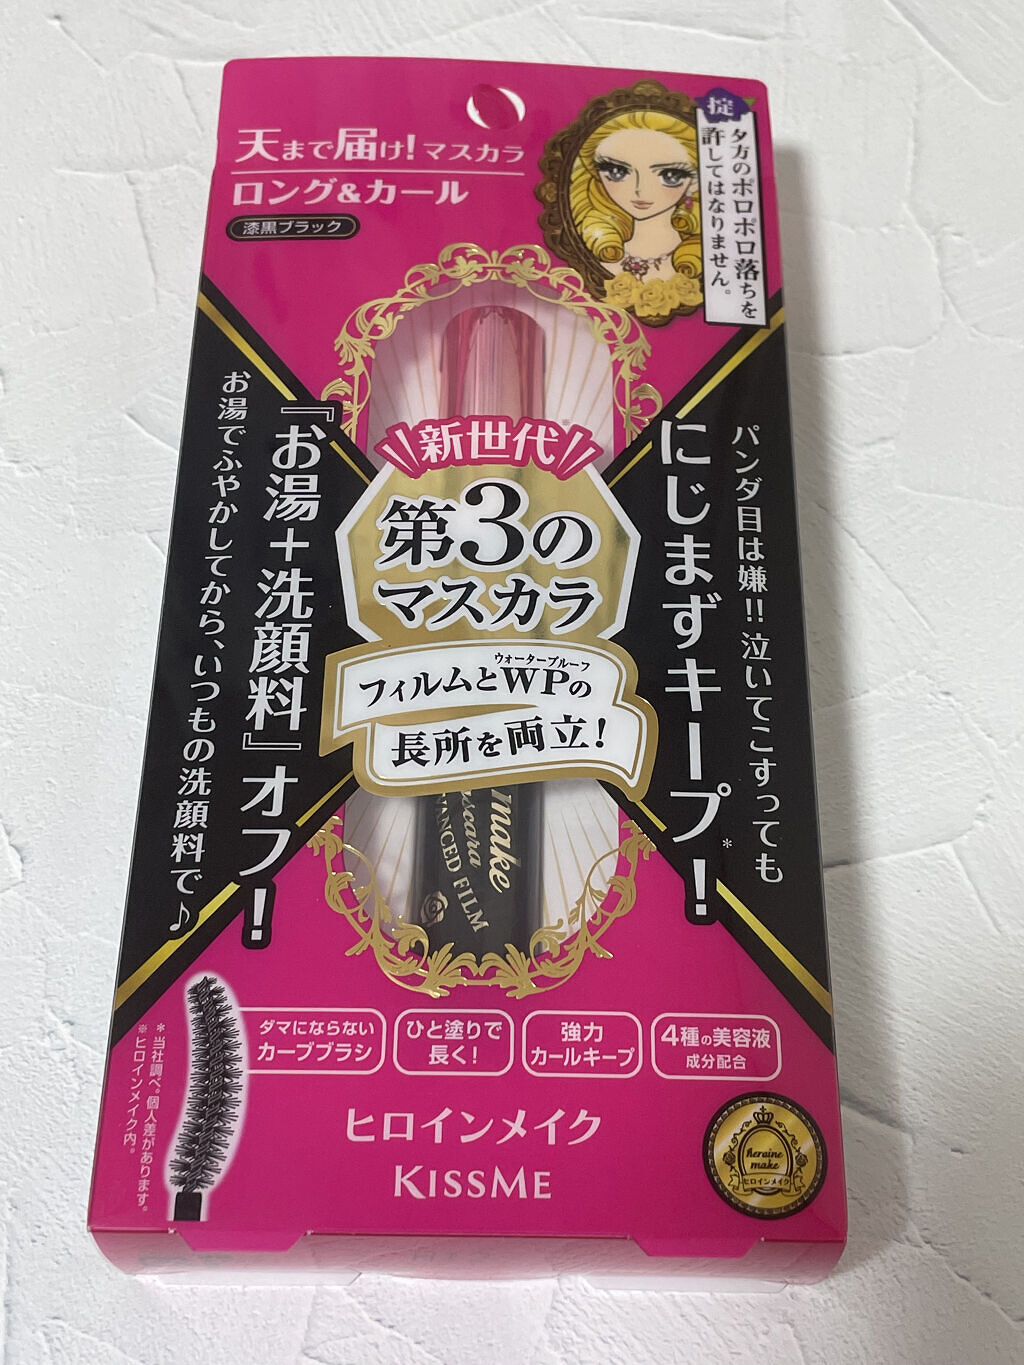 天まで届け！マスカラ
ロング&カール
漆黒ブラック
掟
夕方のポロポロ落ちを
許してはなりません。
パンダ目は嫌!!泣いてこすっても
にじまずキープ！*
『お湯＋洗顔料』オフ！
お湯でふやかしてから、いつもの洗顔料で♪
新世代※
第3の
マスカラ
ウォータープルーフ
フィルムとWPの
長所を両立！
make
scara
VANCED FILM
ダマにならない
カーブブラシ
ひと塗りで
長く！
強力
カールキープ
4種の美容液
成分配合
＊当社調べ。個人差があります。
※ヒロインメイク内。
ヒロインメイク
KISSME
Heroine
make
ヒロインメイク